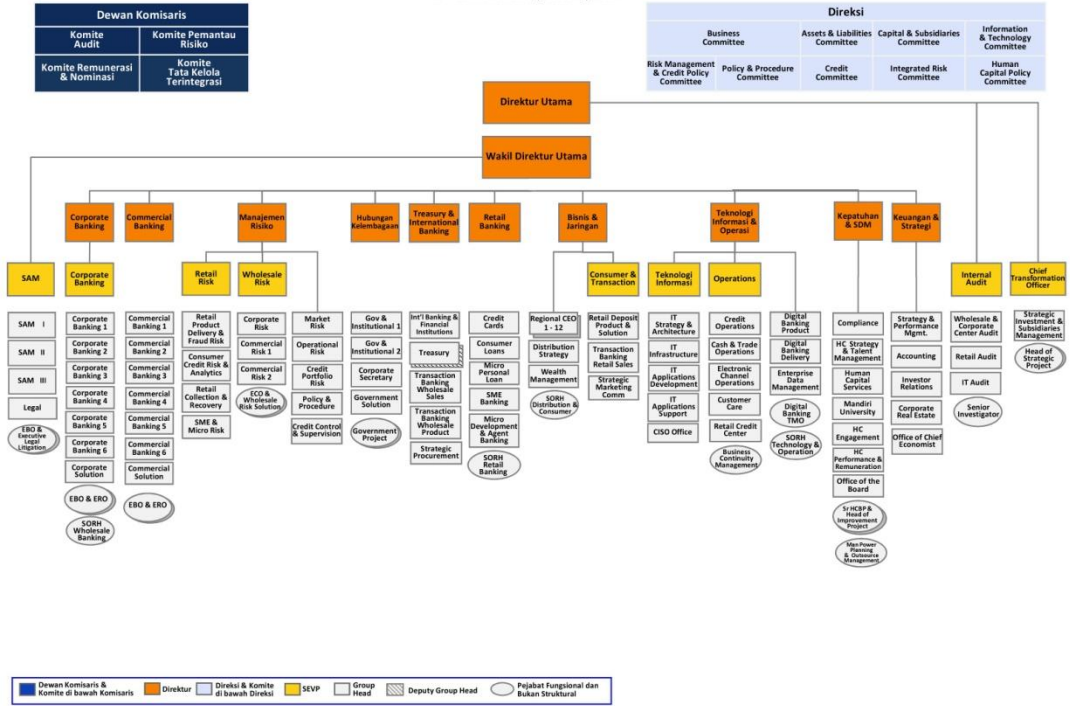 Dewan Komisaris
Komite
Audit
Komite Pemantau
Risiko
Komite Remunerasi
& Nominasi
Komite
Tata Kelola
Terintegrasi
Direksi
Business
Committee
Assets & Liabilities
Committee
Capital & Subsidiaries
Committee
Information
& Technology
Committee
Risk Management
& Credit Policy
Committee
Policy & Procedure
Committee
Credit
Committee
Integrated Risk
Committee
Human
Capital Policy
Committee
Direktur Utama
Wakil Direktur Utama
Corporate
Banking
Commercial
Banking
Manajemen
Risiko
Hubungan
Kelembagaan
Treasury &
International
Banking
Retail
Banking
Bisnis &
Jaringan
Teknologi
Informasi &
Operasi
Kepatuhan
& SDM
Keuangan &
Strategi
SAM
Corporate
Banking
Retail
Risk
Wholesale
Risk
Consumer &
Transaction
Teknologi
Informasi
Operations
Internal
Audit
Chief
Transformation
Officer
SAM I
SAM II
SAM III
Legal
EBO &
Executive
Legal
Litigation
Corporate
Banking 1
Corporate
Banking 2
Corporate
Banking 3
Corporate
Banking 4
Corporate
Banking 5
Corporate
Banking 6
Corporate
Solution
EBO & ERO
SORH
Wholesale
Banking
Commercial
Banking 1
Commercial
Banking 2
Commercial
Banking 3
Commercial
Banking 4
Commercial
Banking 5
Commercial
Banking 6
Commercial
Solution
EBO & ERO
Retail
Product
Delivery &
Fraud Risk
Consumer
Credit Risk &
Analytics
Retail
Collection &
Recovery
SME &
Micro Risk
Corporate
Risk
Commercial
Risk 1
Commercial
Risk 2
ECO &
Wholesale
Risk Solution
Market
Risk
Operational
Risk
Credit
Portfolio
Risk
Policy &
Procedure
Credit Control
& Supervision
Gov &
Institutional 1
Gov &
Institutional 2
Corporate
Secretary
Government
Solution
Government
Project
Int'l Banking &
Financial
Institutions
Treasury
Transaction
Banking
Wholesale
Sales
Transaction
Banking
Wholesale
Product
Strategic
Procurement
Credit
Cards
Consumer
Loans
Micro
Personal
Loan
SME
Banking
Micro
Development
& Agent
Banking
SORH
Retail
Banking
Regional CEO
1 - 12
Distribution
Strategy
Wealth
Management
SORH
Distribution &
Consumer
Retail Deposit
Product &
Solution
Transaction
Banking
Retail Sales
Strategic
Marketing
Comm
IT
Strategy &
Architecture
IT
Infrastructure
IT
Applications
Development
IT
Applications
Support
CISO Office
Credit
Operations
Cash & Trade
Operations
Electronic
Channel
Operations
Customer
Care
Retail Credit
Center
Business
Continuity
Management
Digital
Banking
Product
Digital
Banking
Delivery
Enterprise
Data
Management
Digital
Banking
TMO
SORH
Technology &
Operation
Compliance
HC Strategy
& Talent
Management
Human
Capital
Services
Mandiri
University
HC
Engagement
HC
Performance &
Remuneration
Office of the
Board
Sr HCBP &
Head of
Improvement
Project
Man Power
Planning
& Outsource
Management
Strategy &
Performance
Mgmt.
Accounting
Investor
Relations
Corporate
Real Estate
Office of Chief
Economist
Wholesale &
Corporate
Center Audit
Retail Audit
IT Audit
Senior
Investigator
Strategic
Investment &
Subsidiaries
Management
Head of
Strategic
Project
Dewan Komisaris &
Komite di bawah Komisaris
Direktur
Direksi & Komite
di bawah Direksi
SEVP
Group
Head
Deputy Group Head
Pejabat Fungsional dan
Bukan Struktural